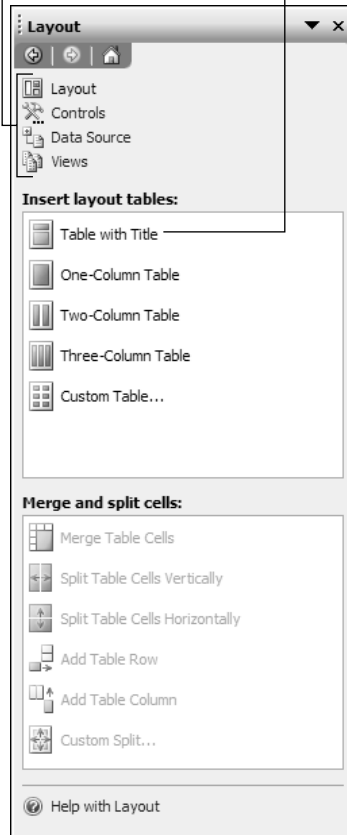 Layout
Layout
Controls
Data Source
Views
Insert layout tables:
Table with Title
One-Column Table
Two-Column Table
Three-Column Table
Custom Table...
Merge and split cells:
Merge Table Cells
Split Table Cells Vertically
Split Table Cells Horizontally
Add Table Row
Add Table Column
Custom Split...
Help with Layout